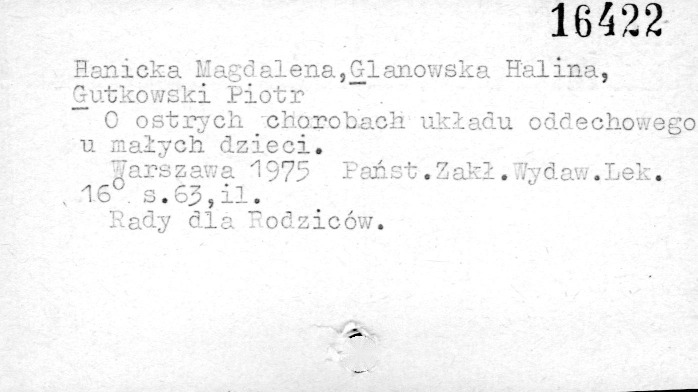 16422
Hanicka Magdalena,Glanowska Halina,
Gutkowski Piotr
O ostrych chorobach układu oddechowego
u małych dzieci.
Warszawa 1975 Państ.Zakł.Wydaw.Lek.
16° s.63,il.
Rady dla Rodziców.